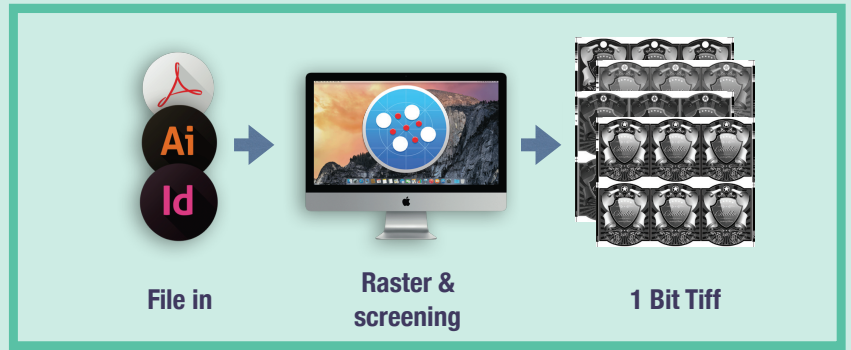 Ai
Id
File in
Raster &
screening
1 Bit Tiff